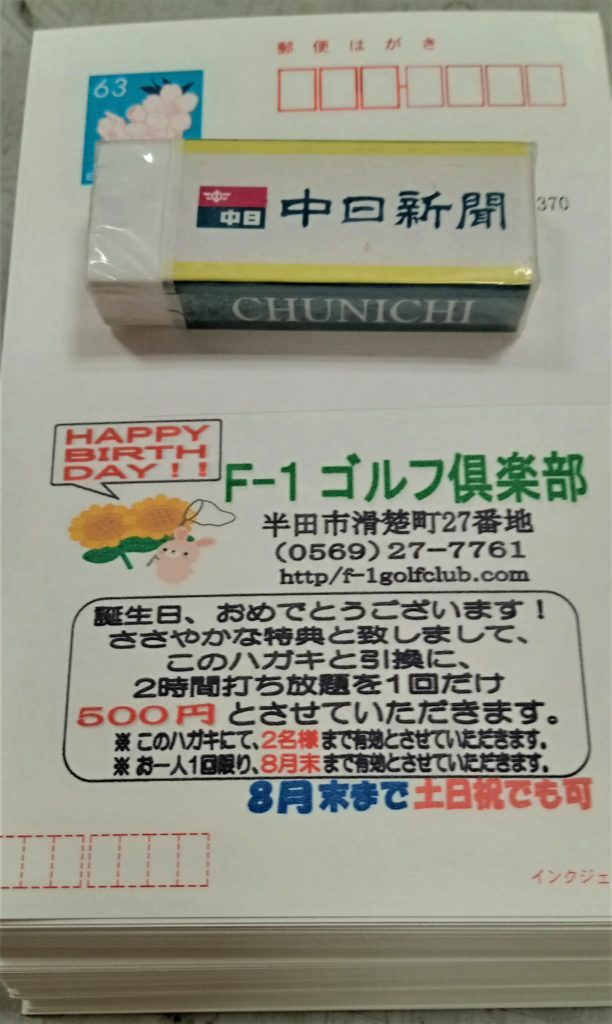 郵便はがき
63
370
中日
中日新聞
CHUNICHI
HAPPY
BIRTH
DAY!!
F-1 ゴルフ倶楽部
半田市滑楚町27番地
(0569)27-7761
http/f-1golfclub.com
誕生日、おめでとうございます!
ささやかな特典と致しまして、
このハガキと引換に、
2時間打ち放題を1回だけ
500円とさせていただきます。
※このハガキにて、2名様まで有効とさせていただきます。
※お一人1回限り、8月末まで有効とさせていただきます。
8月末まで土日祝でも可
インクジェ